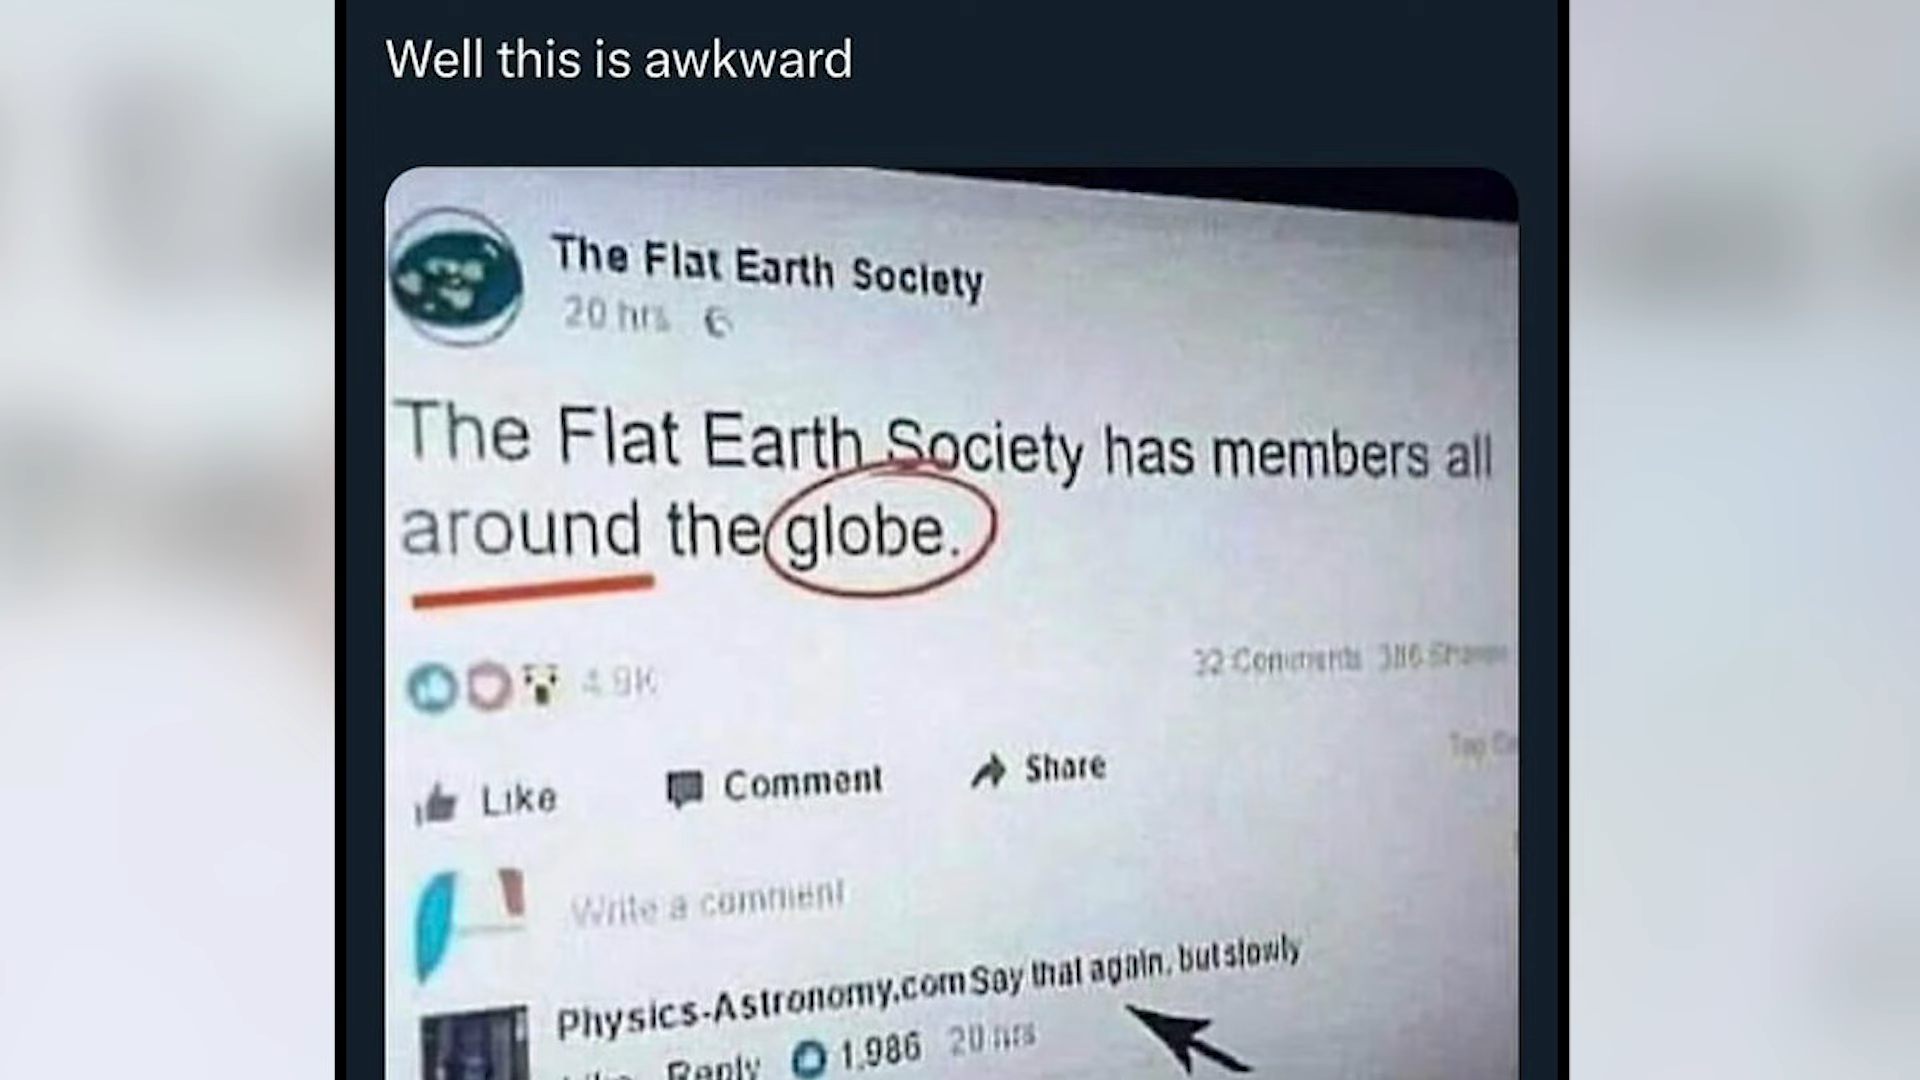 Well this is awkward
The Flat Earth Society
20 hrs
The Flat Earth Society has members all
around the globe.
4.9K
32 Comments 386 Shares
Like Comment Share
Write a comment
Physics-Astronomy.com Say that again, but slowly
Reply 1,986 20 hrs